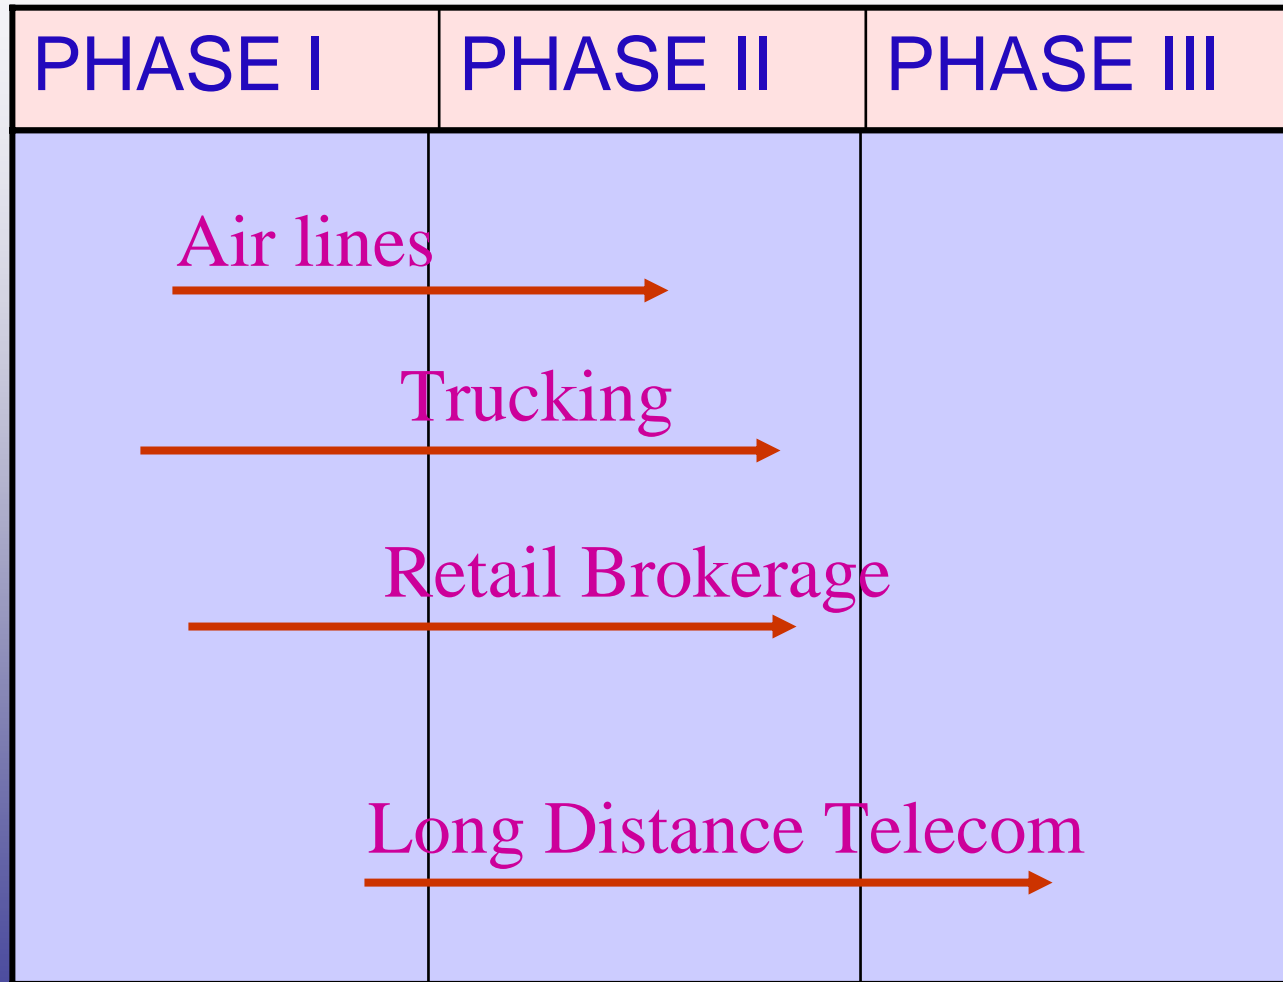 PHASE I PHASE II PHASE III
Air lines
Trucking
Retail Brokerage
Long Distance Telecom